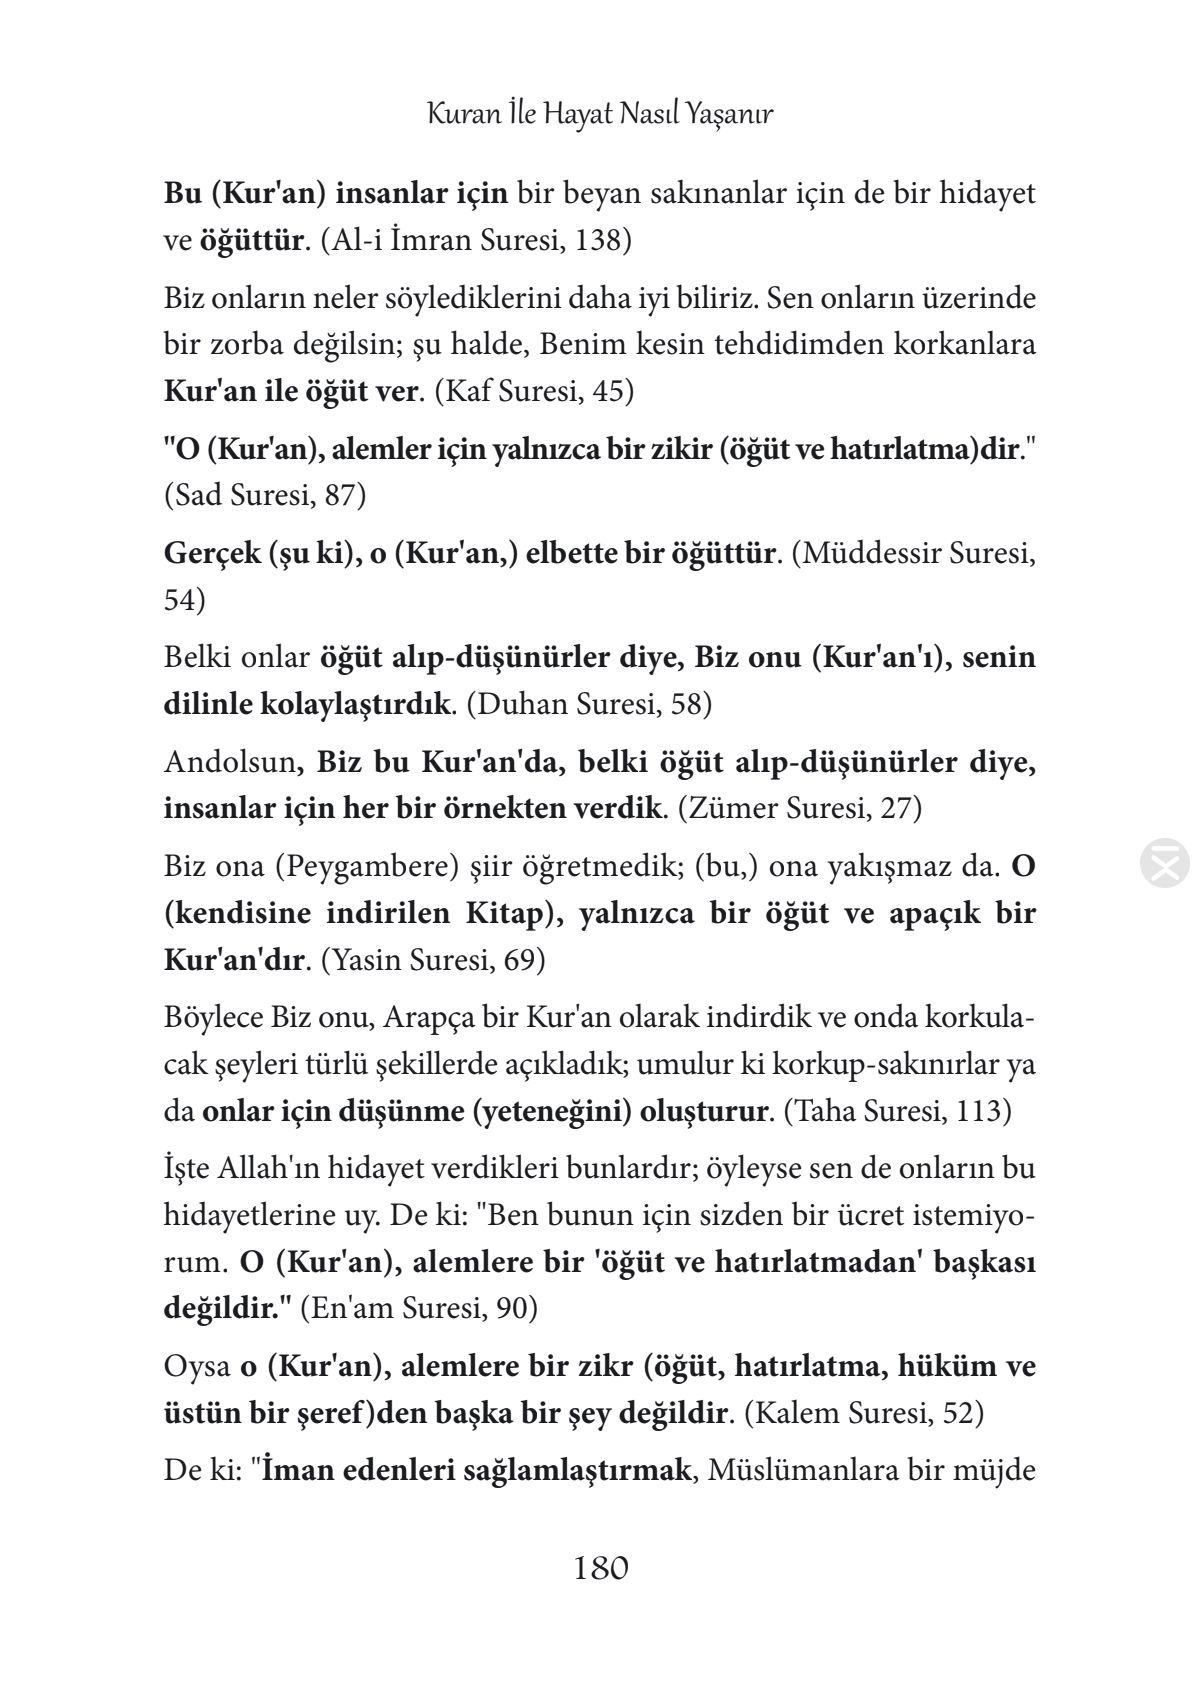 Kuran İle Hayat Nasıl Yaşanır
Bu (Kur'an) insanlar için bir beyan sakınanlar için de bir hidayet
ve öğüttür. (Al-i İmran Suresi, 138)
Biz onların neler söylediklerini daha iyi biliriz. Sen onların üzerinde
bir zorba değilsin; şu halde, Benim kesin tehdidimden korkanlara
Kur'an ile öğüt ver. (Kaf Suresi, 45)
"O (Kur'an), alemler için yalnızca bir zikir (öğüt ve hatırlatma)dir."
(Sad Suresi, 87)
Gerçek (şu ki), o (Kur'an,) elbette bir öğüttür. (Müddessir Suresi,
54)
Belki onlar öğüt alıp-düşünürler diye, Biz onu (Kur'an'ı), senin
dilinle kolaylaştırdık. (Duhan Suresi, 58)
Andolsun, Biz bu Kur'an'da, belki öğüt alıp-düşünürler diye,
insanlar için her bir örnekten verdik. (Zümer Suresi, 27)
Biz ona (Peygambere) şiir öğretmedik; (bu,) ona yakışmaz da. O
(kendisine indirilen Kitap), yalnızca bir öğüt ve apaçık bir
Kur'an'dır. (Yasin Suresi, 69)
Böylece Biz onu, Arapça bir Kur'an olarak indirdik ve onda korkula-
cak şeyleri türlü şekillerde açıkladık; umulur ki korkup-sakınırlar ya
da onlar için düşünme (yeteneğini) oluşturur. (Taha Suresi, 113)
İşte Allah'ın hidayet verdikleri bunlardır; öyleyse sen de onların bu
hidayetlerine uy. De ki: "Ben bunun için sizden bir ücret istemiyo-
rum. O (Kur'an), alemlere bir 'öğüt ve hatırlatmadan' başkası
değildir." (En'am Suresi, 90)
Oysa o (Kur'an), alemlere bir zikr (öğüt, hatırlatma, hüküm ve
üstün bir şeref)den başka bir şey değildir. (Kalem Suresi, 52)
De ki: "İman edenleri sağlamlaştırmak, Müslümanlara bir müjde
180